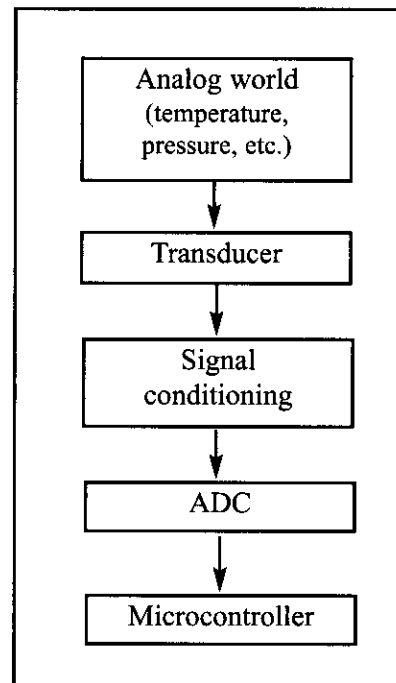 Analog world
(temperature,
pressure, etc.)
Transducer
Signal
conditioning
ADC
Microcontroller